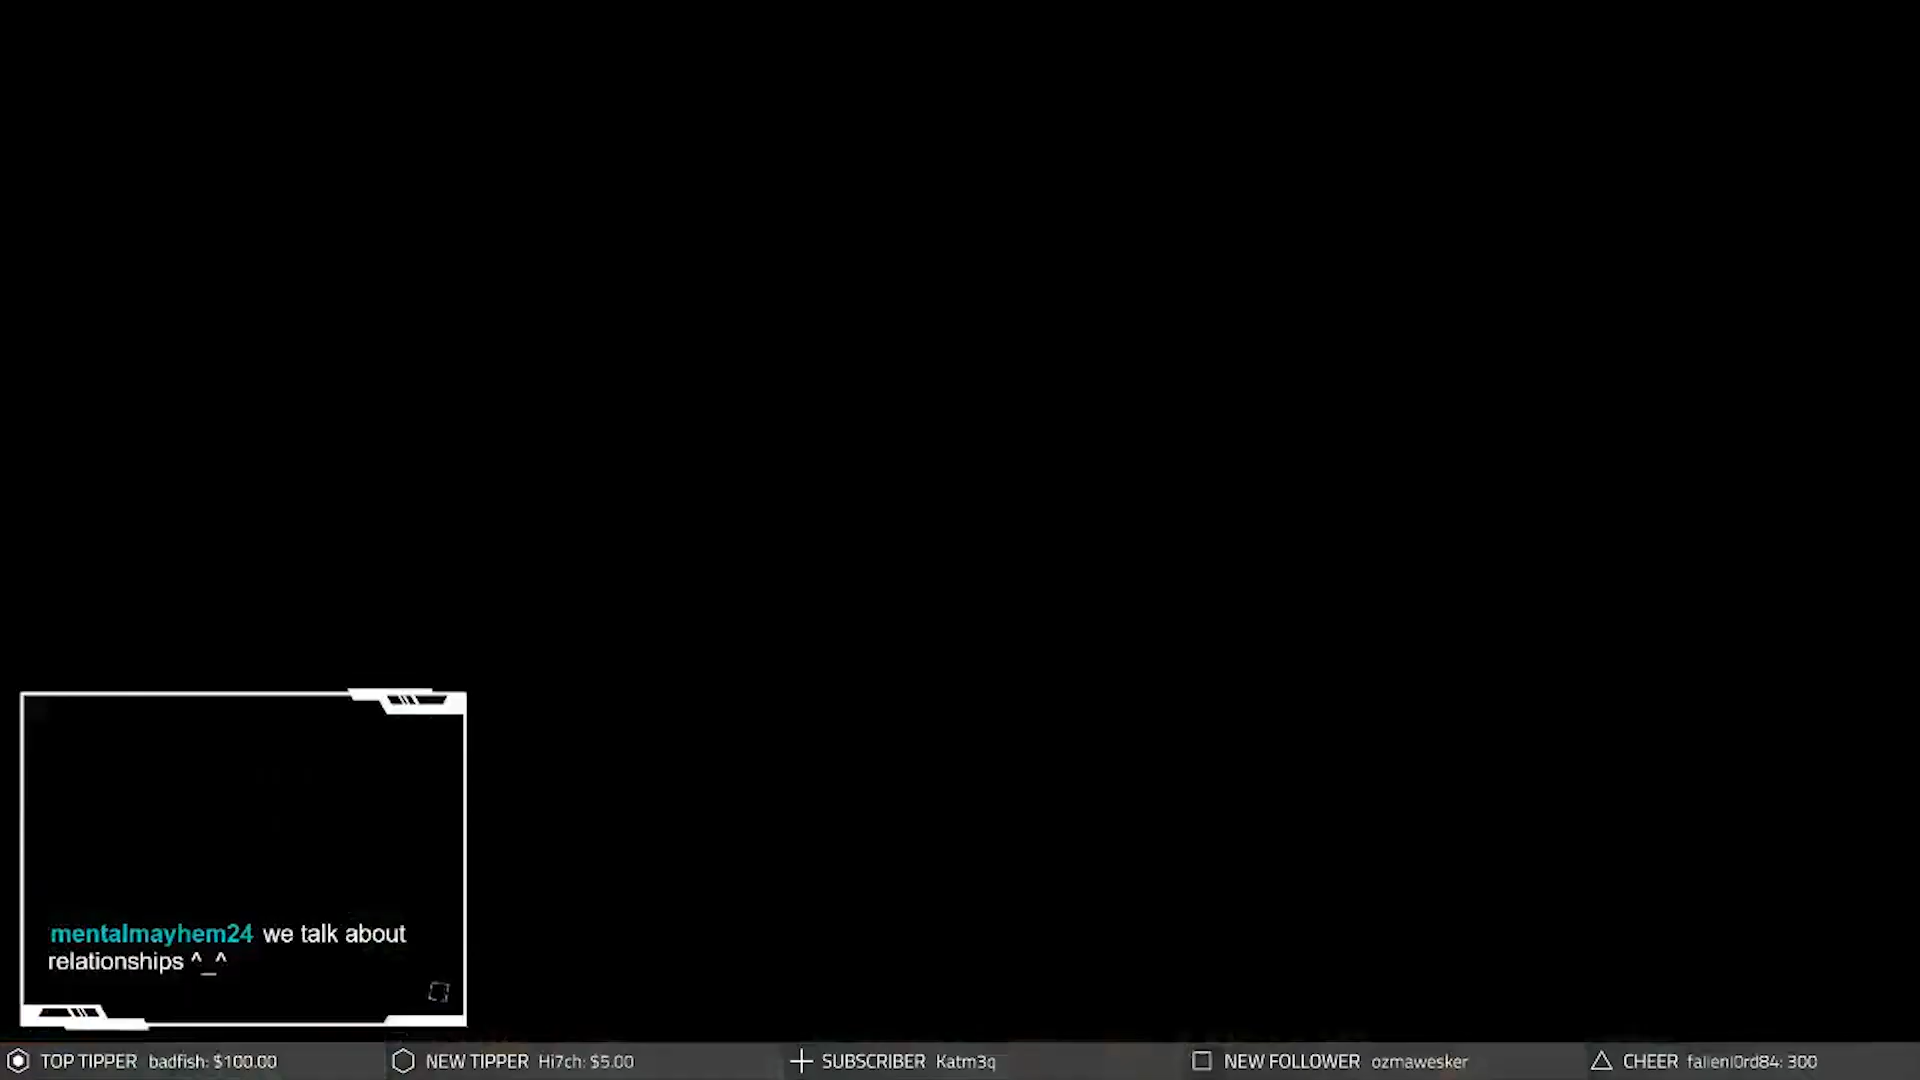 mentalmayhem24 we talk about
relationships ^_^
TOP TIPPER badfish: $100.00 NEW TIPPER Hi7ch: $5.00 SUBSCRIBER Katm3q NEW FOLLOWER ozmawesker CHEER fallenl0rd84: 300